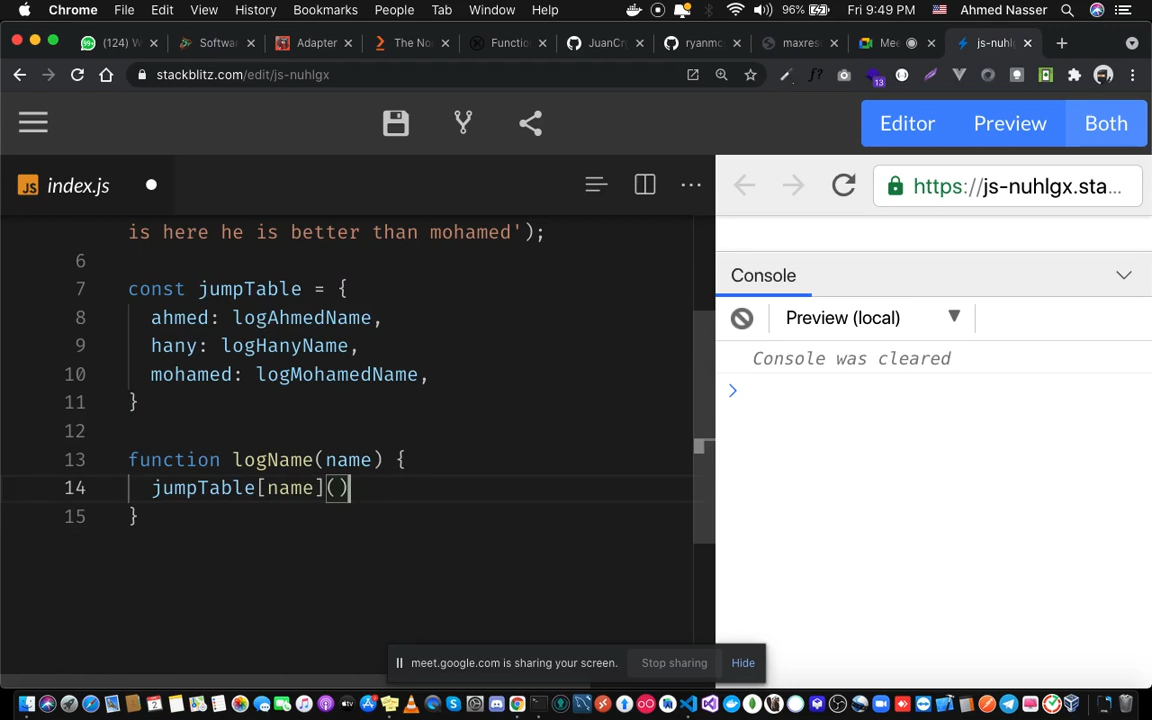 Chrome File Edit View History Bookmarks People Tab Window Help 96% Fri 9:49 PM Ahmed Nasser
(124) W Softwar Adapter The No Functio JuanCr ryanmc maxres Mee js-nuhl
stackblitz.com/edit/js-nuhlgx
13
Editor Preview Both
JS index.js
https://js-nuhlgx.sta...
is here he is better than mohamed');
6
7 const jumpTable = {
8 ahmed: logAhmedName,
9 hany: logHanyName,
10 mohamed: logMohamedName,
11 }
12
13 function logName(name) {
14 jumpTable[name]()
15 }
Console
Preview (local)
Console was cleared
>
meet.google.com is sharing your screen. Stop sharing Hide